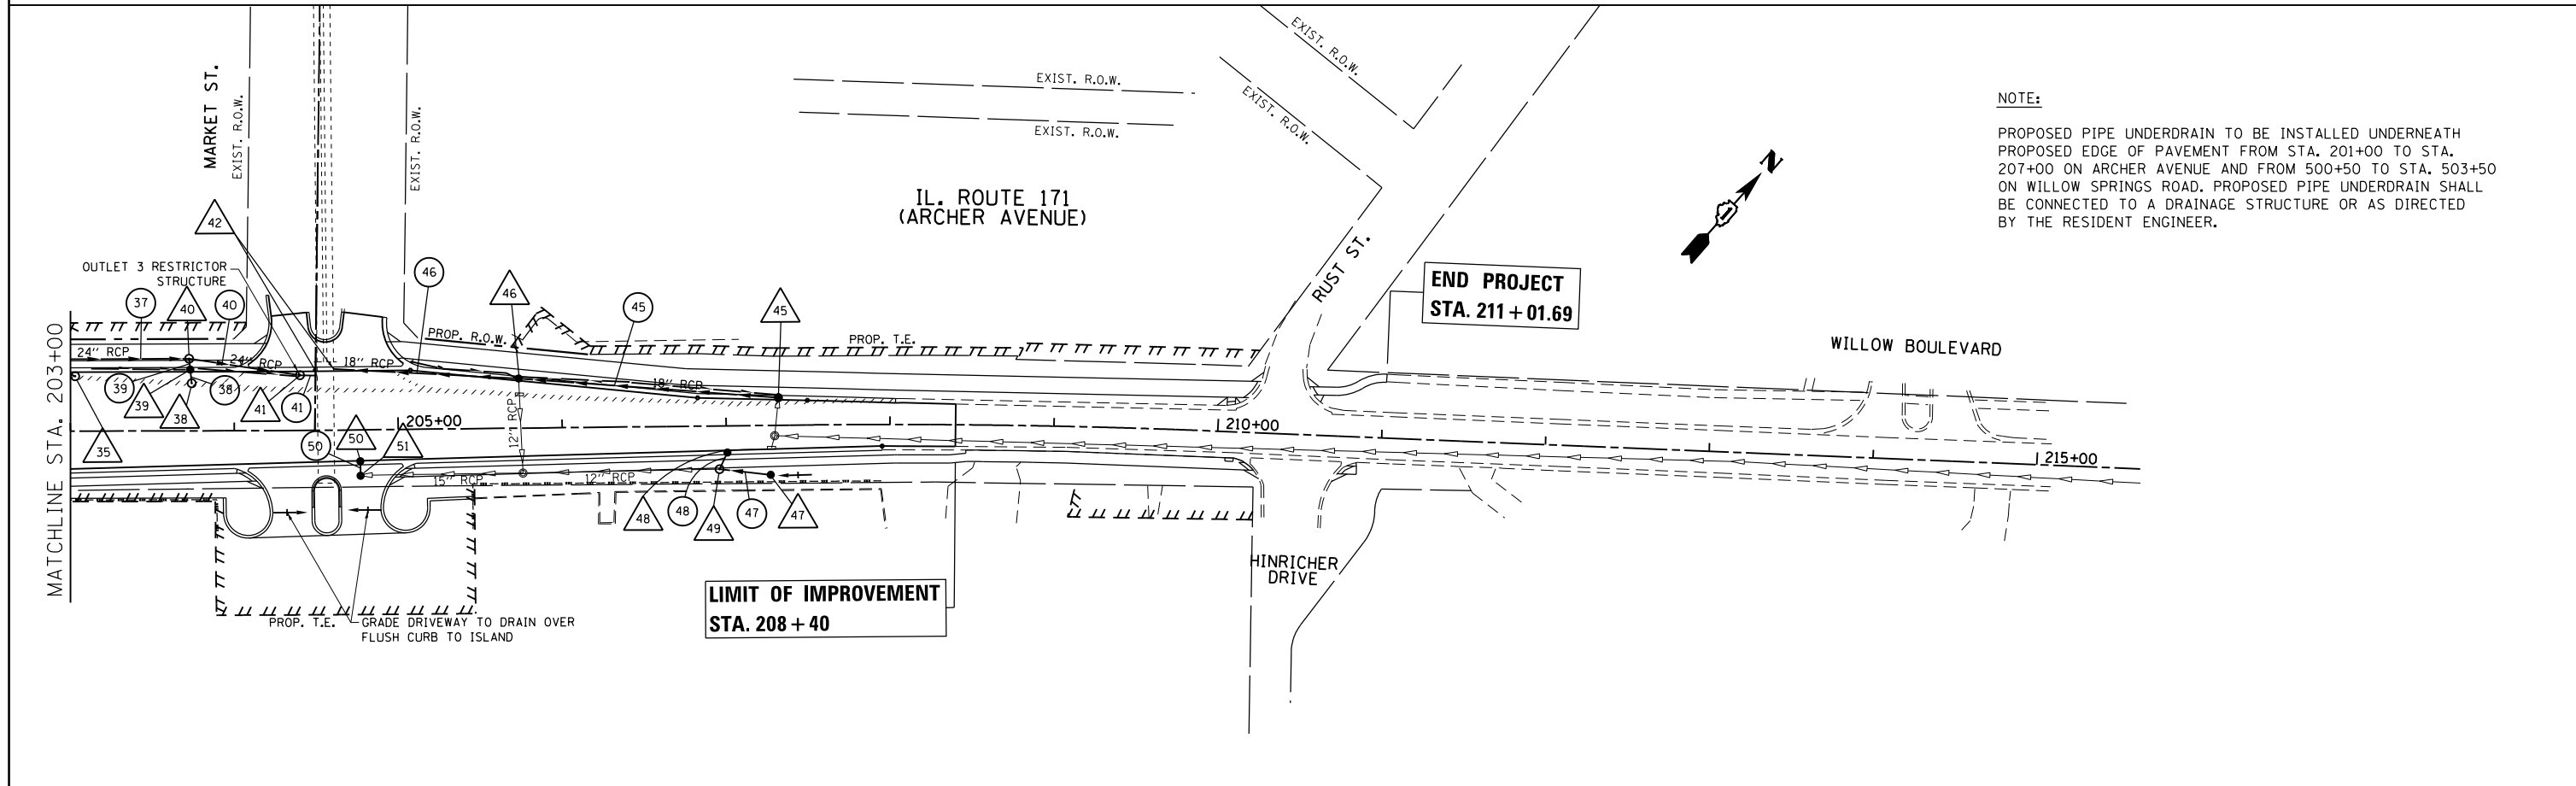 EXIST. R.O.W.
EXIST. R.O.W.
EXIST. R.O.W.
EXIST. R.O.W.
MARKET ST.
EXIST. R.O.W.
EXIST. R.O.W.
NOTE:
PROPOSED PIPE UNDERDRAIN TO BE INSTALLED UNDERNEATH
PROPOSED EDGE OF PAVEMENT FROM STA. 201+00 TO STA.
207+00 ON ARCHER AVENUE AND FROM 500+50 TO STA. 503+50
ON WILLOW SPRINGS ROAD. PROPOSED PIPE UNDERDRAIN SHALL
BE CONNECTED TO A DRAINAGE STRUCTURE OR AS DIRECTED
BY THE RESIDENT ENGINEER.
N
IL. ROUTE 171
(ARCHER AVENUE)
RUST ST.
42
OUTLET 3 RESTRICTOR
STRUCTURE
46
46
45
45
37
40
40
END PROJECT
STA. 211+01.69
PROP. R.O.W.
PROP. T.E.
WILLOW BOULEVARD
24" RCP
24" RCP
18" RCP
18" RCP
39
39
38
38
41
41
12" RCP
MATCHLINE STA. 203+00
35
205+00
210+00
215+00
50
50
51
15" RCP
12" RCP
48
48
49
47
47
HINRICHER
DRIVE
LIMIT OF IMPROVEMENT
STA. 208+40
PROP. T.E.
GRADE DRIVEWAY TO DRAIN OVER
FLUSH CURB TO ISLAND